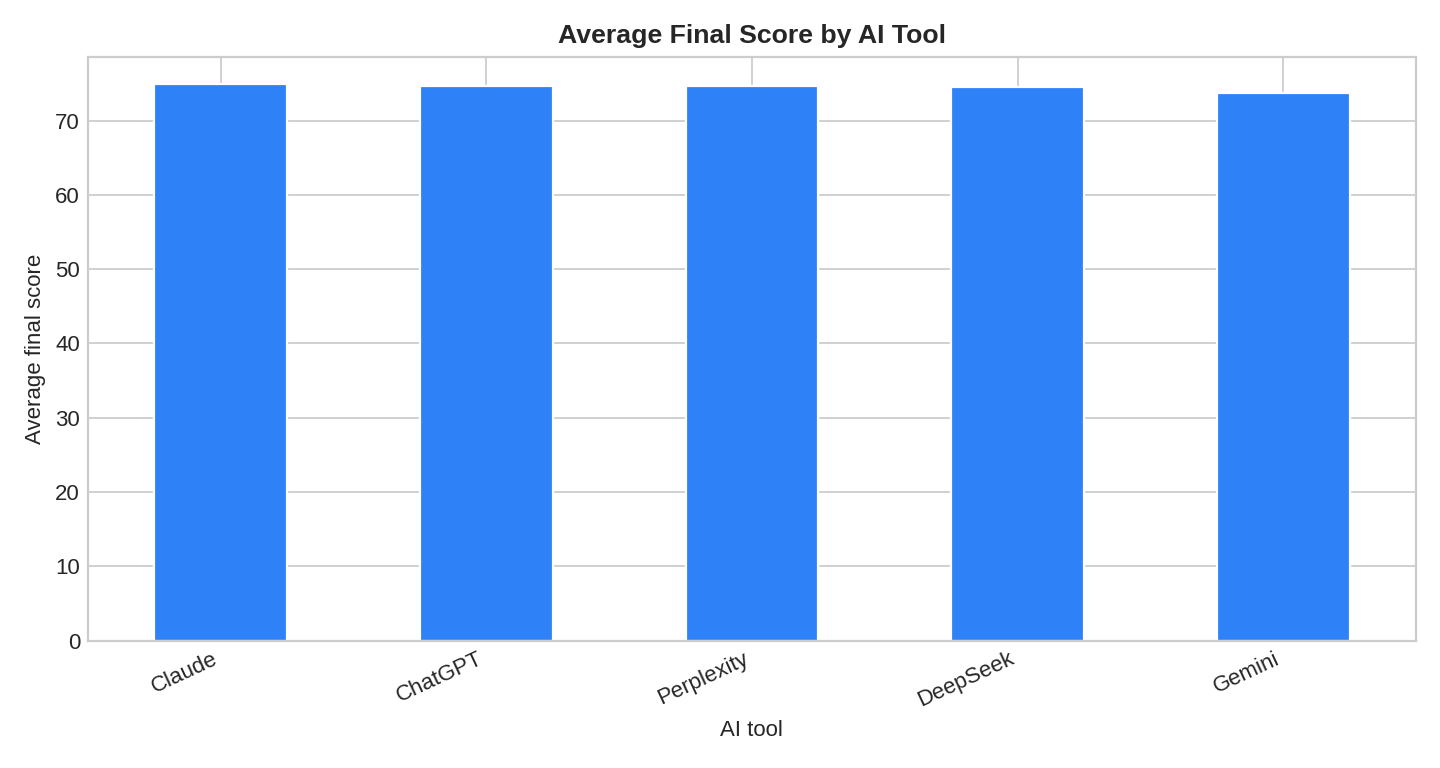 Average Final Score by AI Tool
Average final score
70
60
50
40
30
20
10
0
Claude
ChatGPT
Perplexity
DeepSeek
Gemini
AI tool